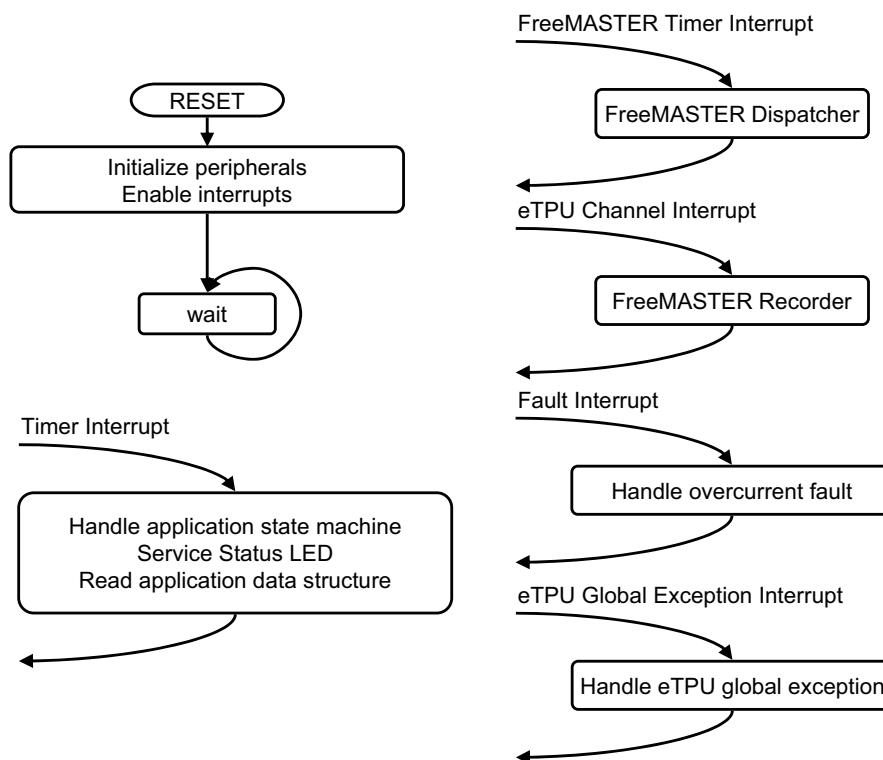 RESET
Initialize peripherals
Enable interrupts
wait
Timer Interrupt
Handle application state machine
Service Status LED
Read application data structure
FreeMASTER Timer Interrupt
FreeMASTER Dispatcher
eTPU Channel Interrupt
FreeMASTER Recorder
Fault Interrupt
Handle overcurrent fault
eTPU Global Exception Interrupt
Handle eTPU global exception